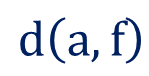 d(a, f)